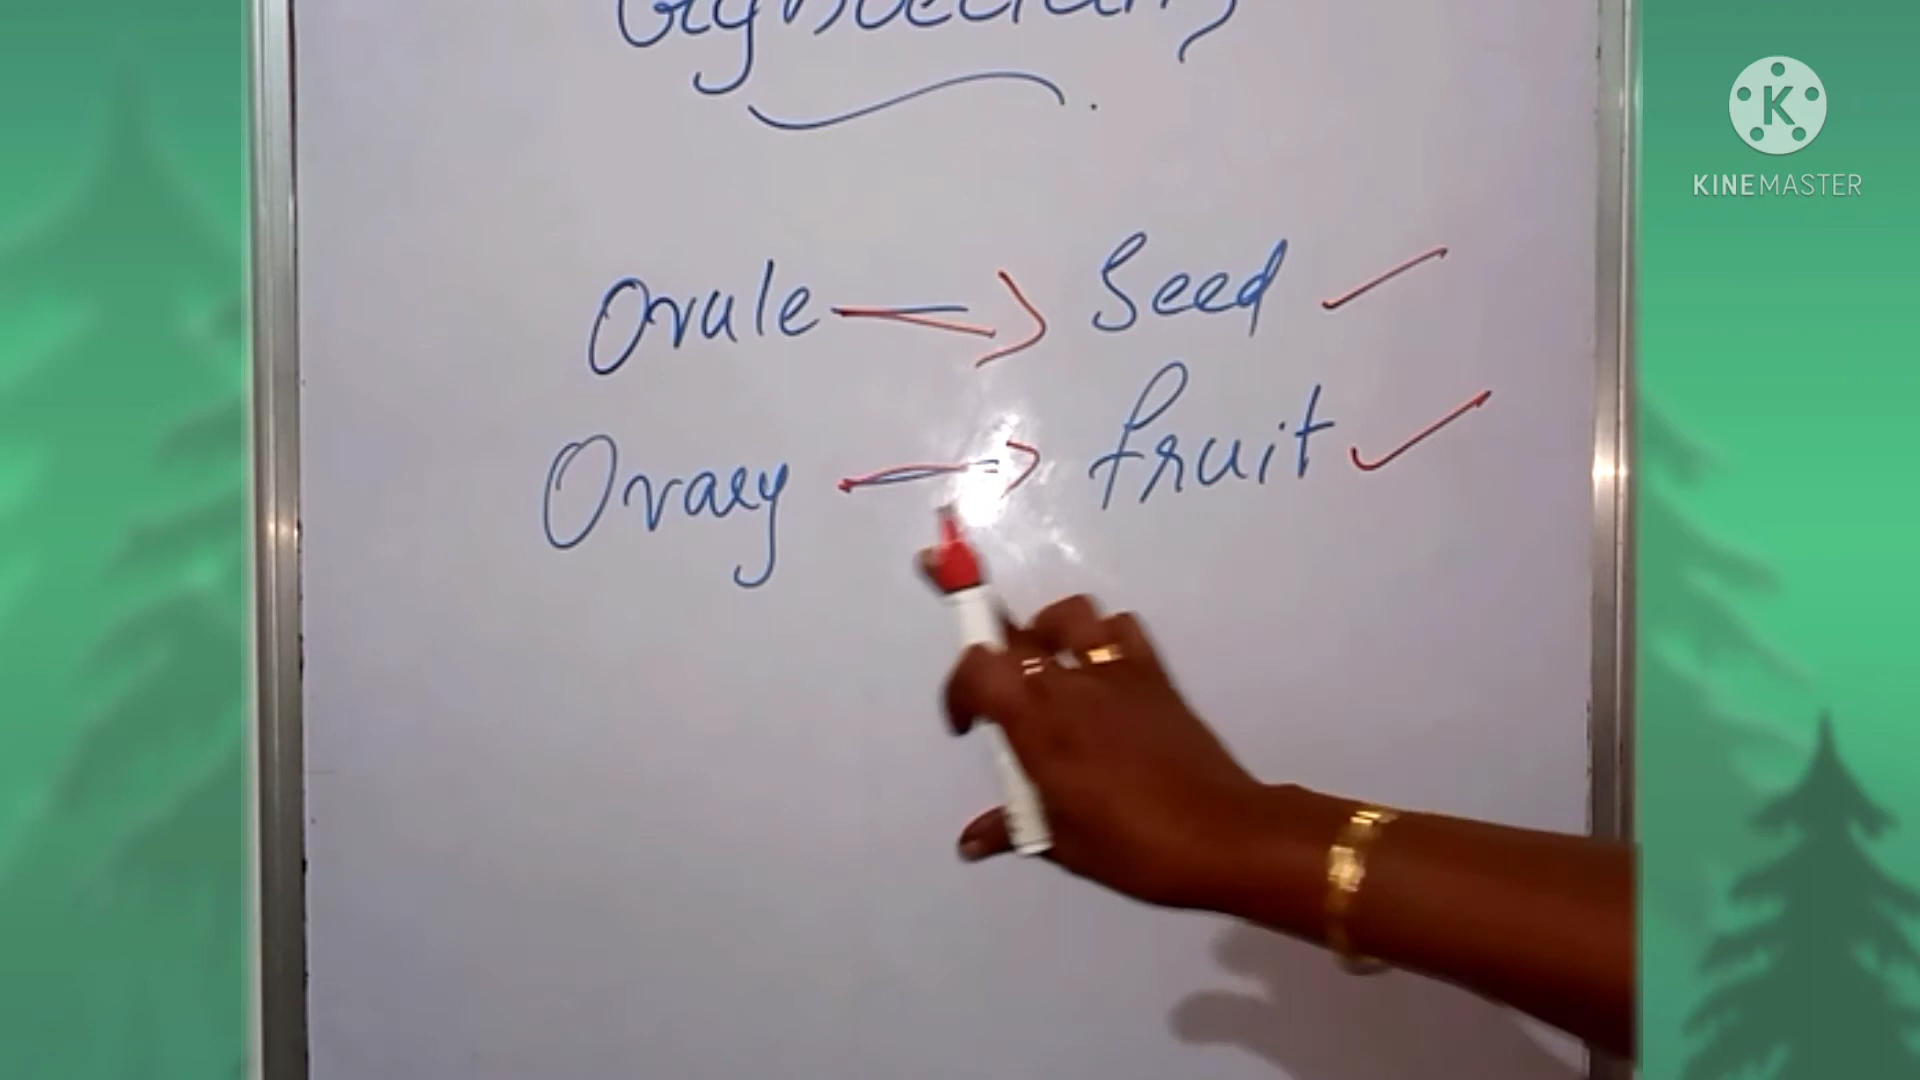 KINEMASTER
Ovule → Seed ✓
Ovary → fruit ✓